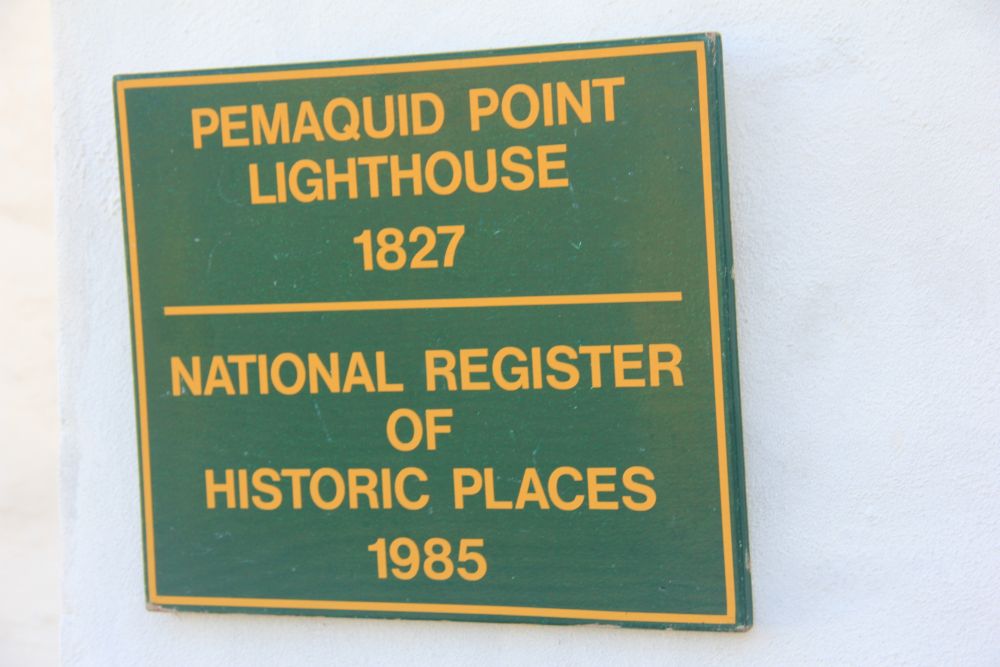 PEMAQUID POINT
LIGHTHOUSE
1827
NATIONAL REGISTER
OF
HISTORIC PLACES
1985